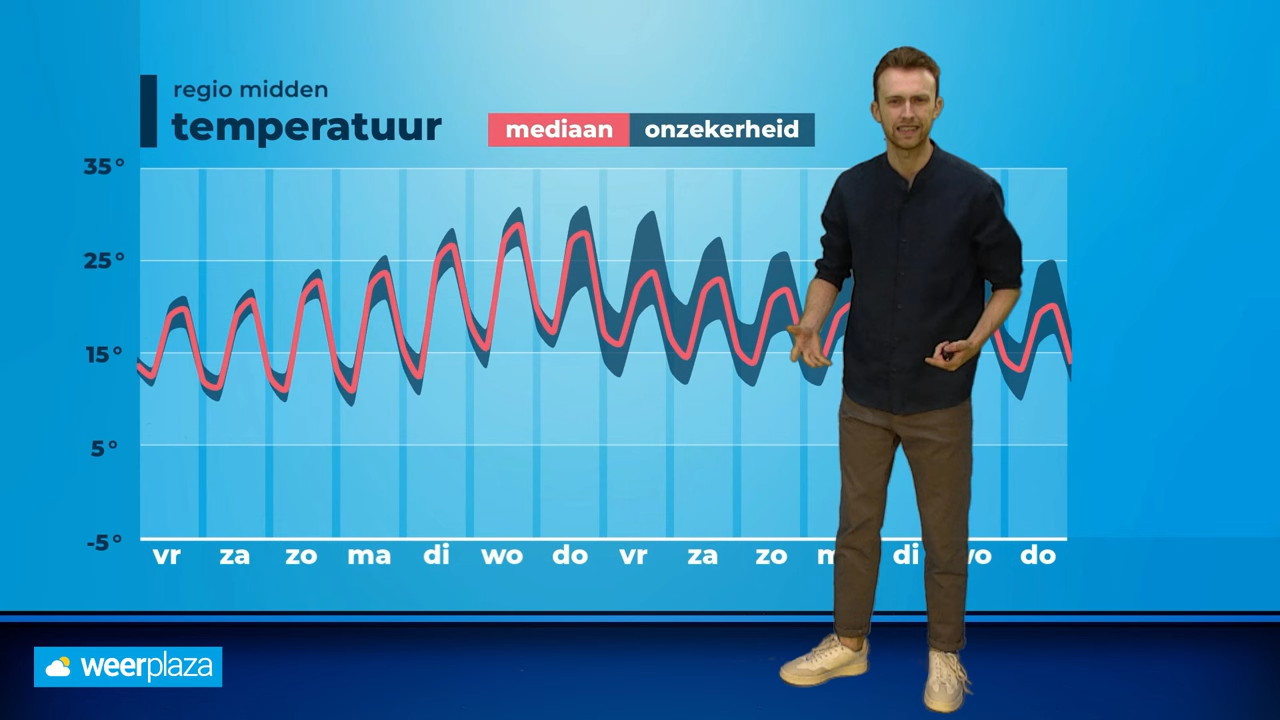 regio midden
temperatuur
mediaan onzekerheid
35°
25°
15°
5°
-5°
vr za zo ma di wo do vr za zo di do
weerplaza